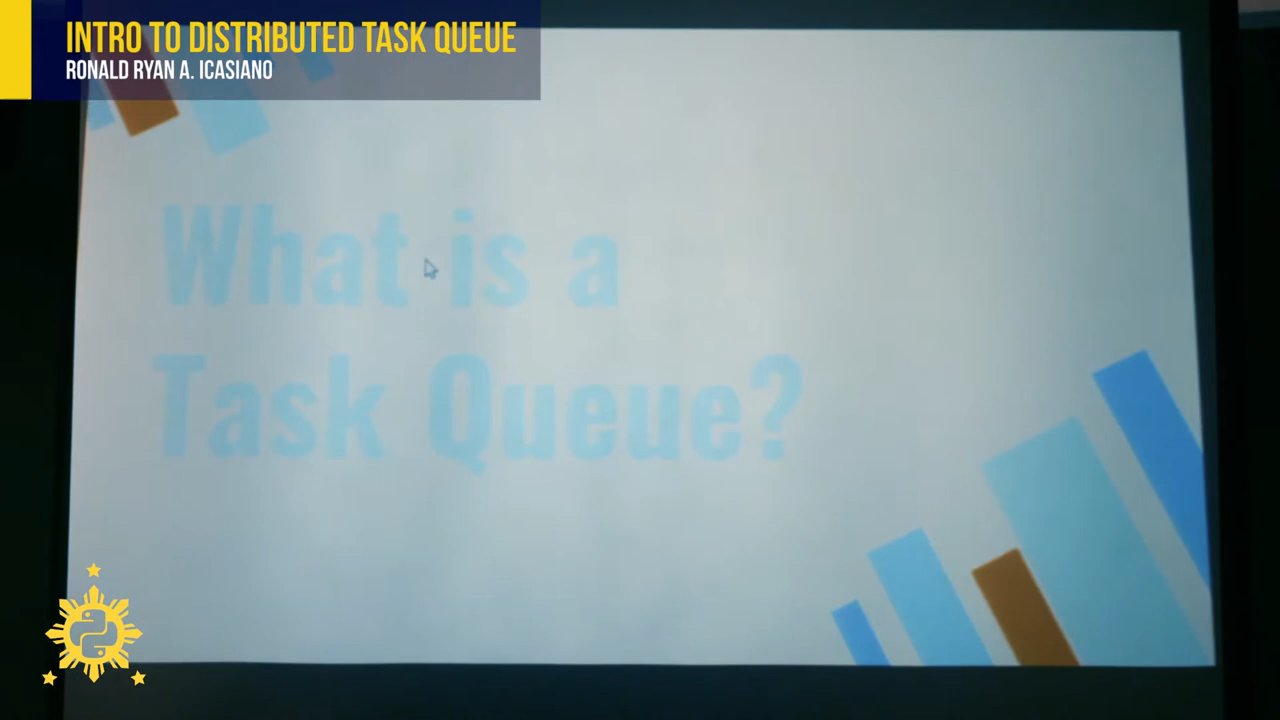 INTRO TO DISTRIBUTED TASK QUEUE
RONALD RYAN A. ICASIANO
What is a
Task Queue?